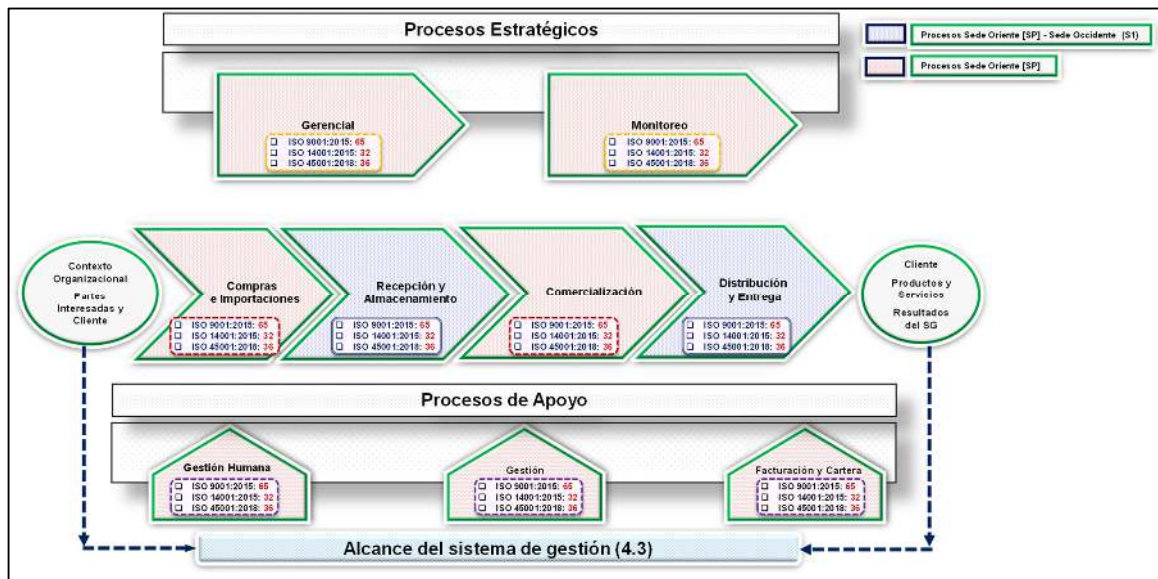 Procesos Estratégicos
Procesos Sede Oriente [SP] - Sede Occidente (S1)
Procesos Sede Oriente [SP]
Gerencial
❑ ISO 9001:2015: 65
❑ ISO 14001:2015: 32
❑ ISO 45001:2018: 36
Monitoreo
❑ ISO 9001:2015: 65
❑ ISO 14001:2015: 32
❑ ISO 45001:2018: 36
Contexto
Organizacional
Partes
Interesadas y
Cliente
Compras
e Importaciones
❑ ISO 9001:2015: 65
❑ ISO 14001:2015: 32
❑ ISO 45001:2018: 36
Recepción y
Almacenamiento
❑ ISO 9001:2015: 65
❑ ISO 14001:2015: 32
❑ ISO 45001:2018: 36
Comercialización
❑ ISO 9001:2015: 65
❑ ISO 14001:2015: 32
❑ ISO 45001:2018: 36
Distribución
y Entrega
❑ ISO 9001:2015: 65
❑ ISO 14001:2015: 32
❑ ISO 45001:2018: 36
Cliente
Productos y
Servicios
Resultados
del SG
Procesos de Apoyo
Gestión Humana
❑ ISO 9001:2015: 65
❑ ISO 14001:2015: 32
❑ ISO 45001:2018: 36
Gestión
❑ ISO 9001:2015: 65
❑ ISO 14001:2015: 32
❑ ISO 45001:2018: 36
Facturación y Cartera
❑ ISO 9001:2015: 65
❑ ISO 14001:2015: 32
❑ ISO 45001:2018: 36
Alcance del sistema de gestión (4.3)